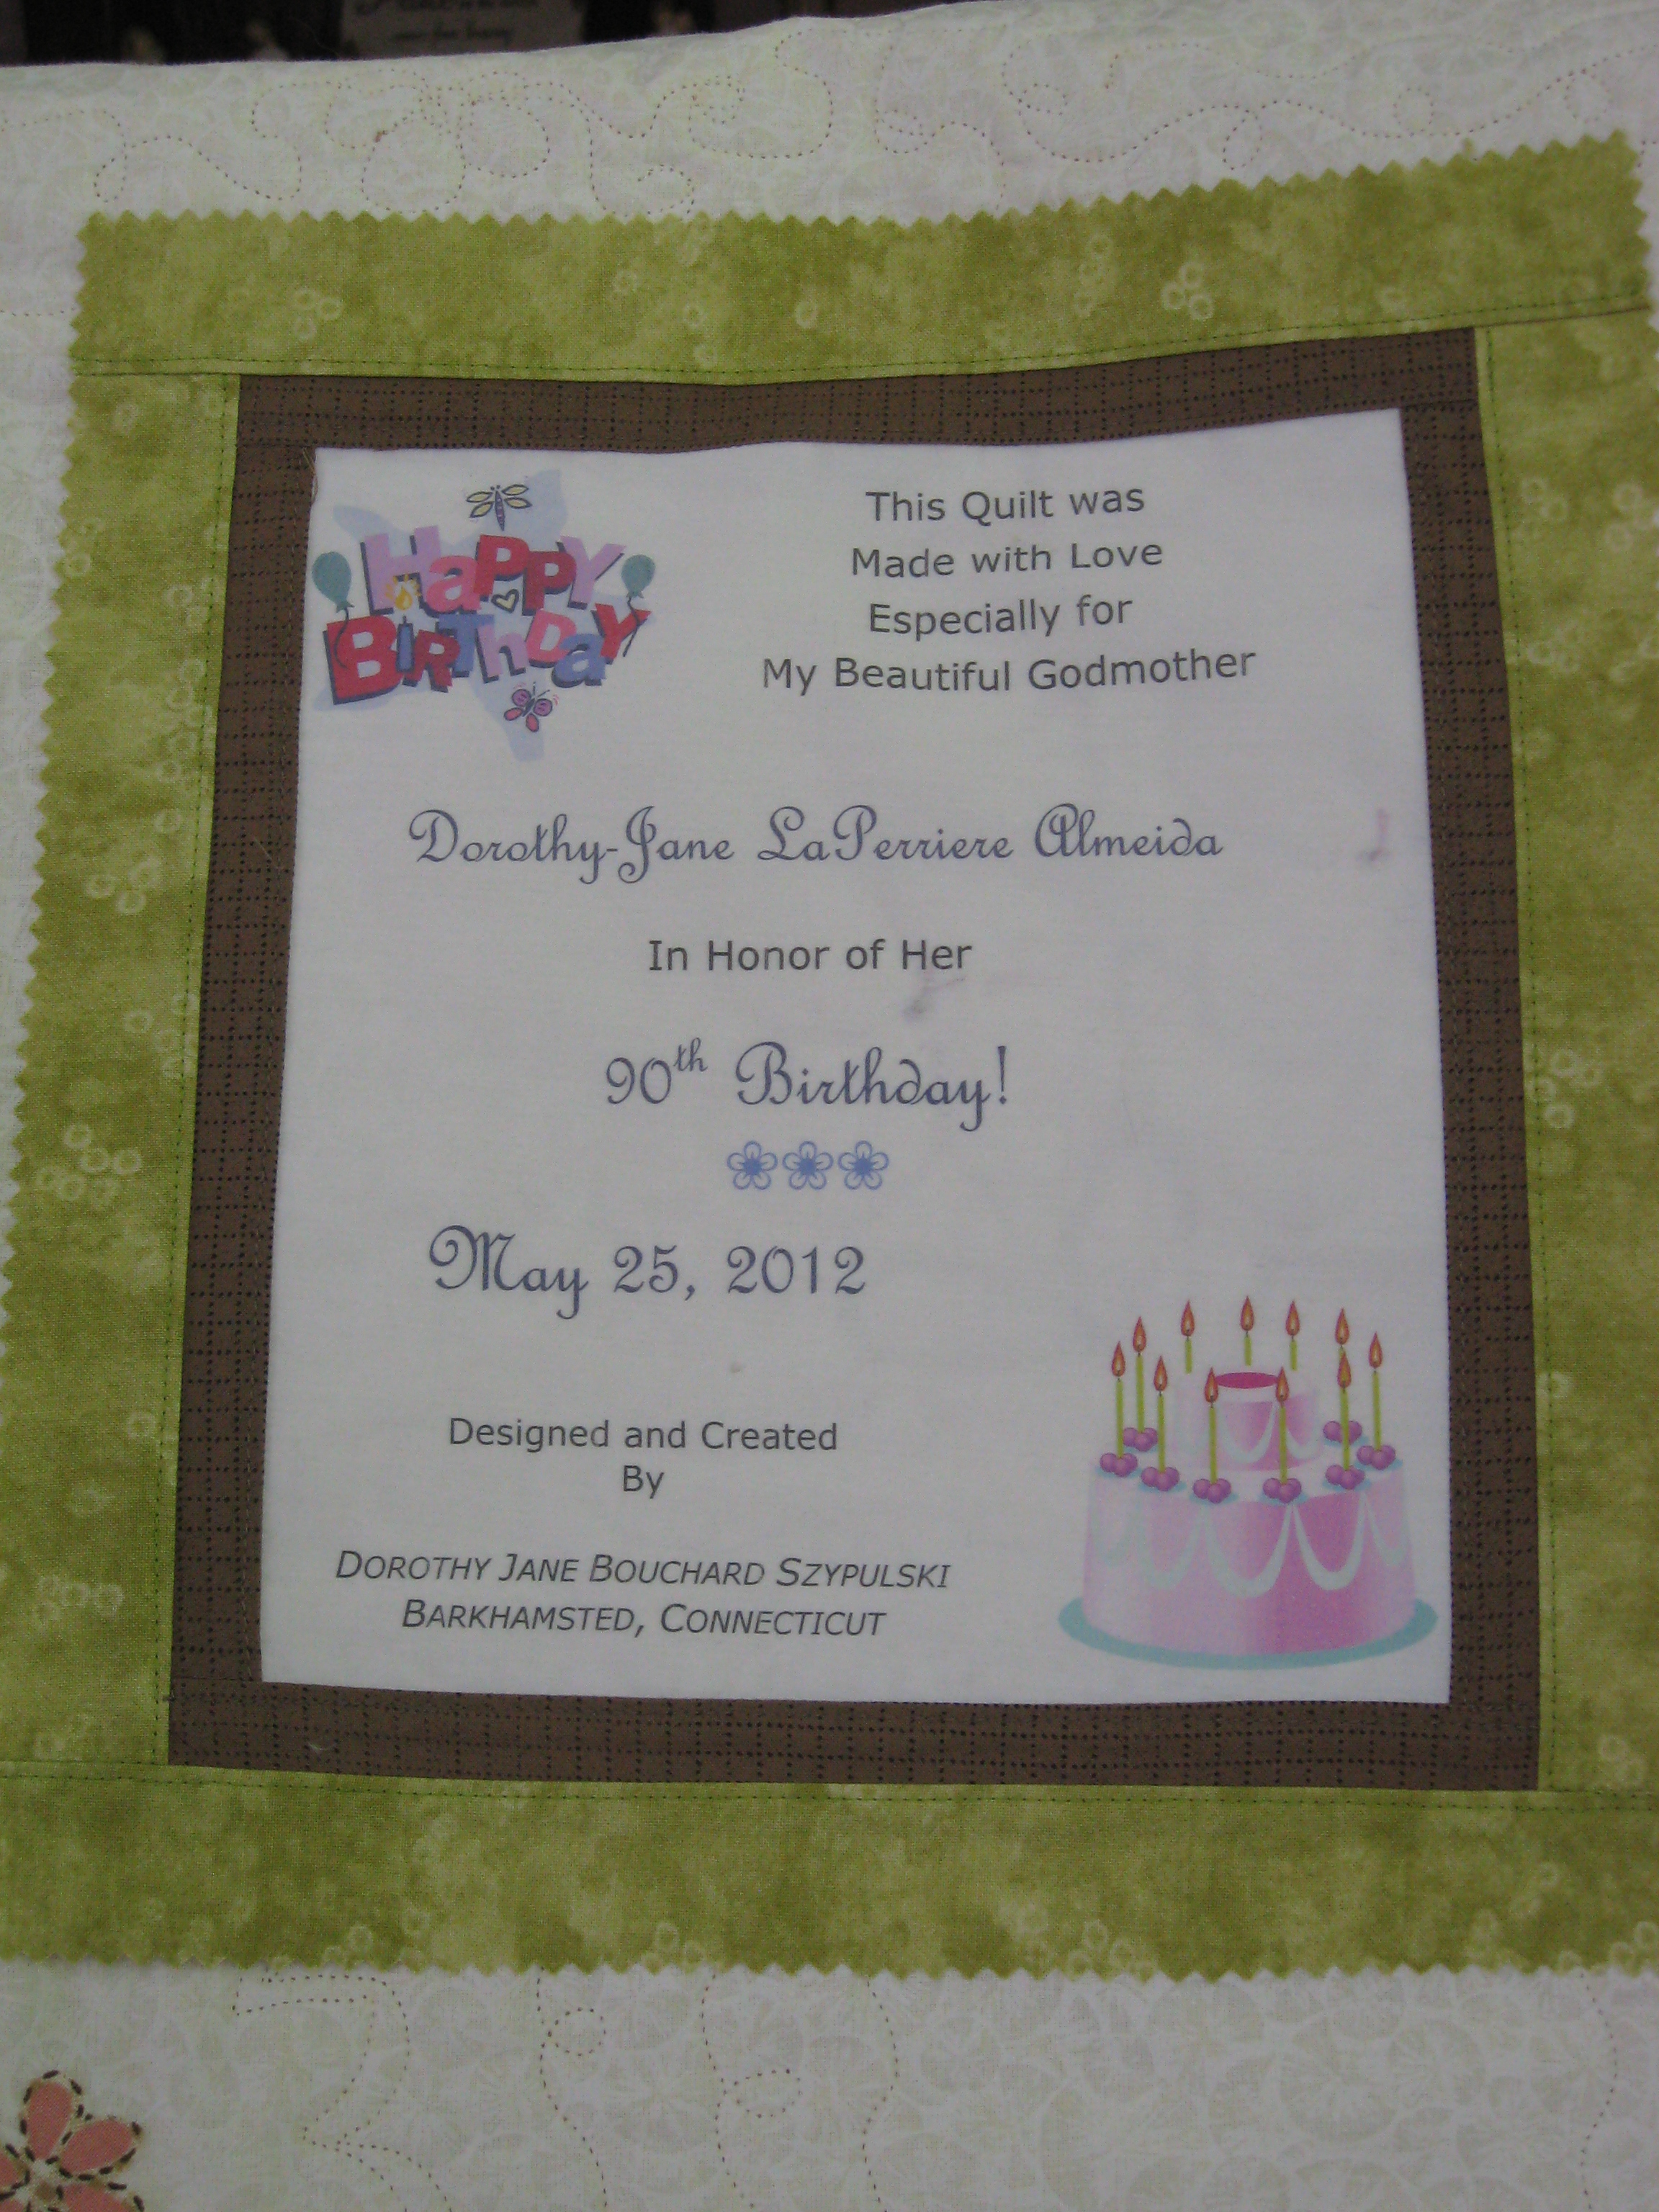 HaPPY
BiRThDaY
This Quilt was
Made with Love
Especially for
My Beautiful Godmother
Dorothy-Jane LaPerriere Almeida
In Honor of Her
90th Birthday!
May 25, 2012
Designed and Created
By
DOROTHY JANE BOUCHARD SZYPULSKI
BARKHAMSTED, CONNECTICUT